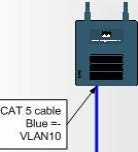 CAT 5 cable
Blue =-
VLAN10